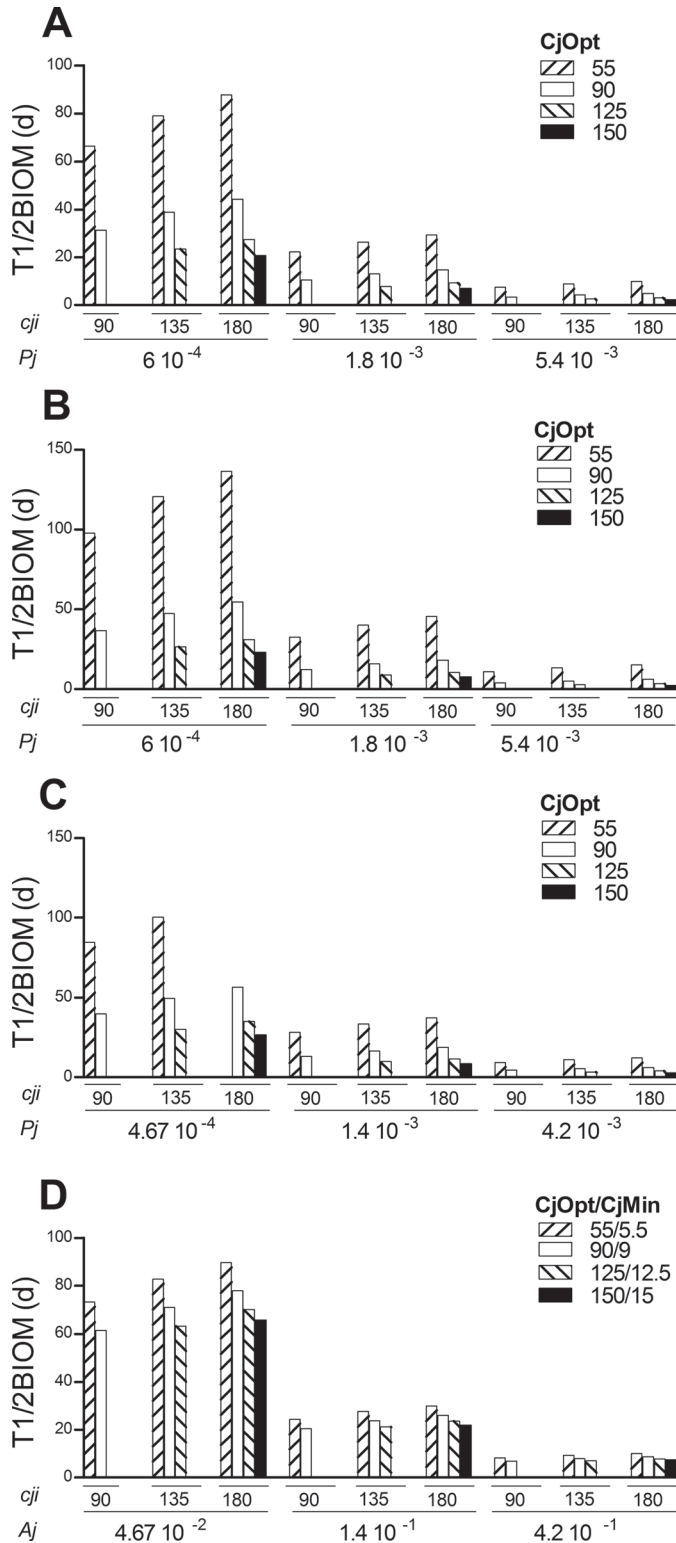 A
CjOpt
55
90
125
150
T1/2BIOM (d)
100
80
60
40
20
0
cji 90 135 180 90 135 180 90 135 180
Pj 6 10 -4 1.8 10 -3 5.4 10 -3
B
CjOpt
55
90
125
150
T1/2BIOM (d)
150
100
50
0
cji 90 135 180 90 135 180 90 135 180
Pj 6 10 -4 1.8 10 -3 5.4 10 -3
C
CjOpt
55
90
125
150
T1/2BIOM (d)
150
100
50
0
cji 90 135 180 90 135 180 90 135 180
Pj 4.67 10 -4 1.4 10 -3 4.2 10 -3
D
CjOpt/CjMin
55/5.5
90/9
125/12.5
150/15
T1/2BIOM (d)
100
80
60
40
20
0
cji 90 135 180 90 135 180 90 135 180
Aj 4.67 10 -2 1.4 10 -1 4.2 10 -1